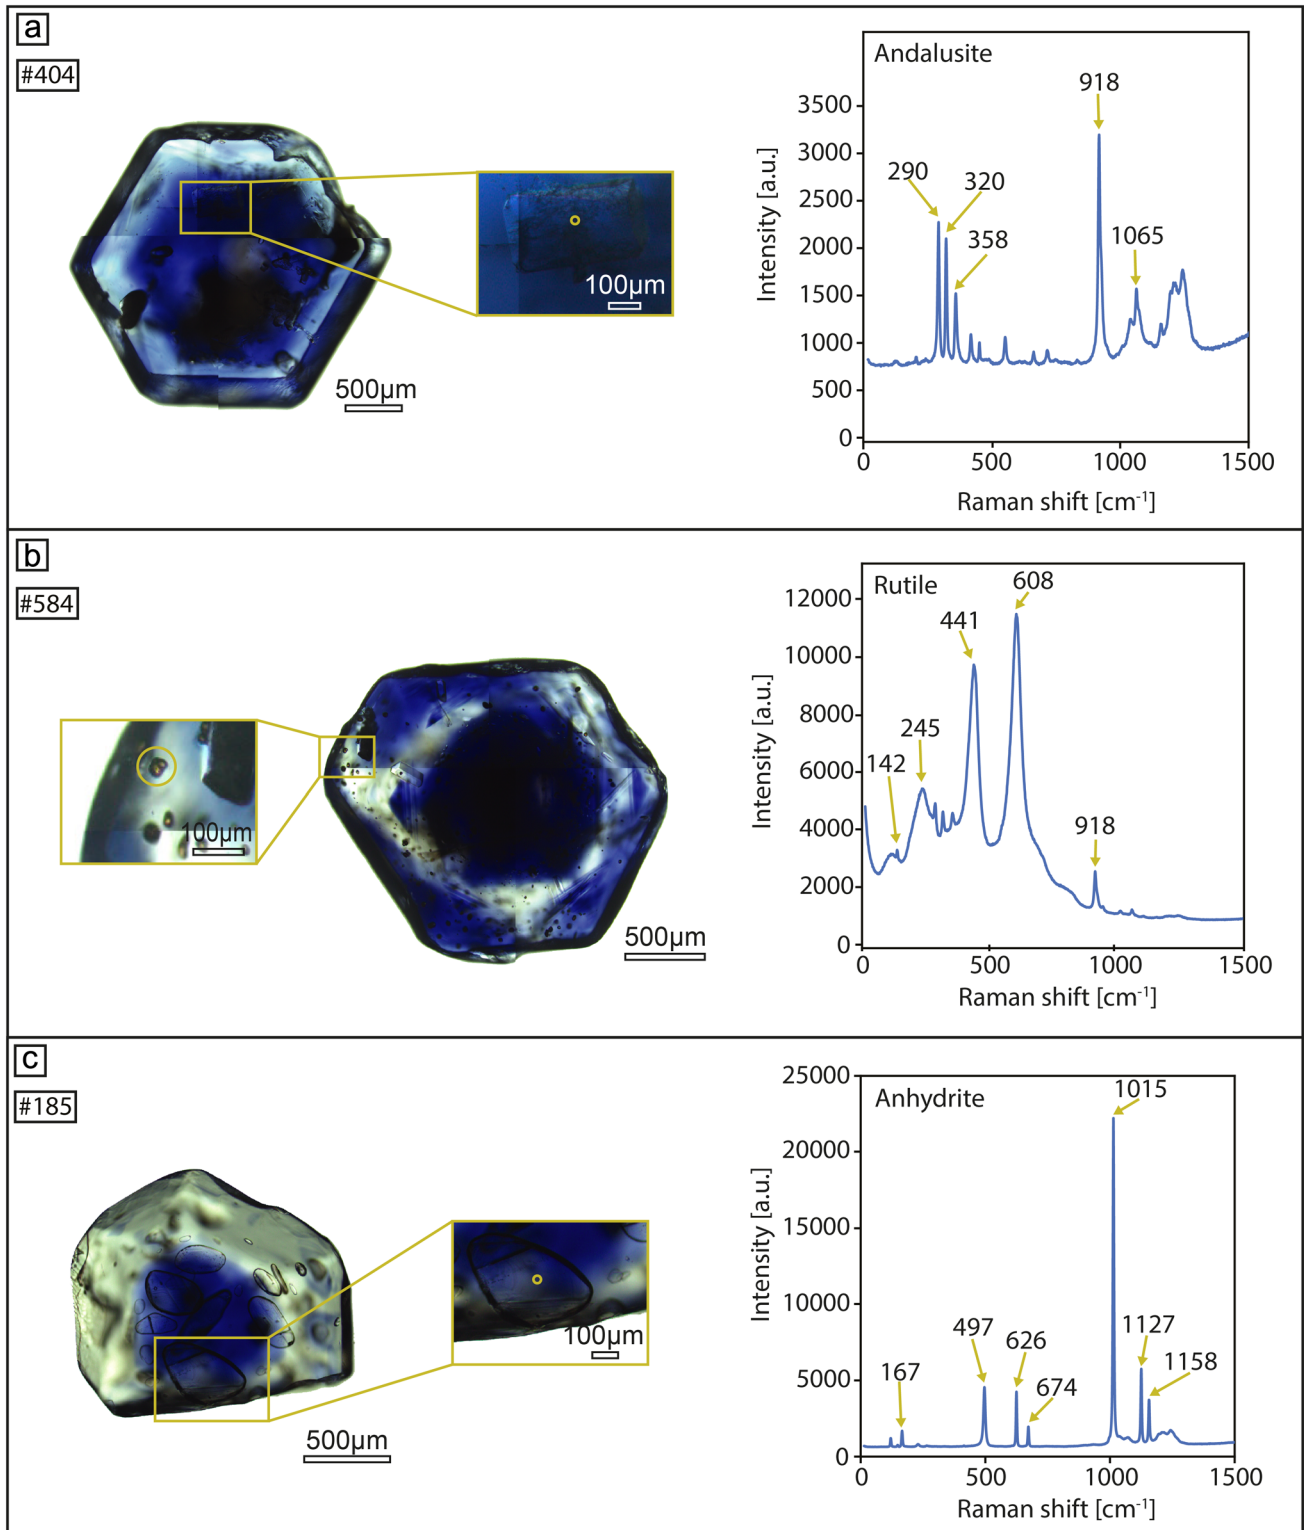 a
#404
500µm
100µm
Andalusite
918
290
320
358
1065
Intensity [a.u.]
3500
3000
2500
2000
1500
1000
500
0
0 500 1000 1500
Raman shift [cm-1]
b
#584
100µm
500µm
Rutile
608
441
245
142
918
Intensity [a.u.]
12000
10000
8000
6000
4000
2000
0
0 500 1000 1500
Raman shift [cm-1]
c
#185
500µm
100µm
Anhydrite
1015
497
626
1127
1158
674
167
Intensity [a.u.]
25000
20000
15000
10000
5000
0
0 500 1000 1500
Raman shift [cm-1]